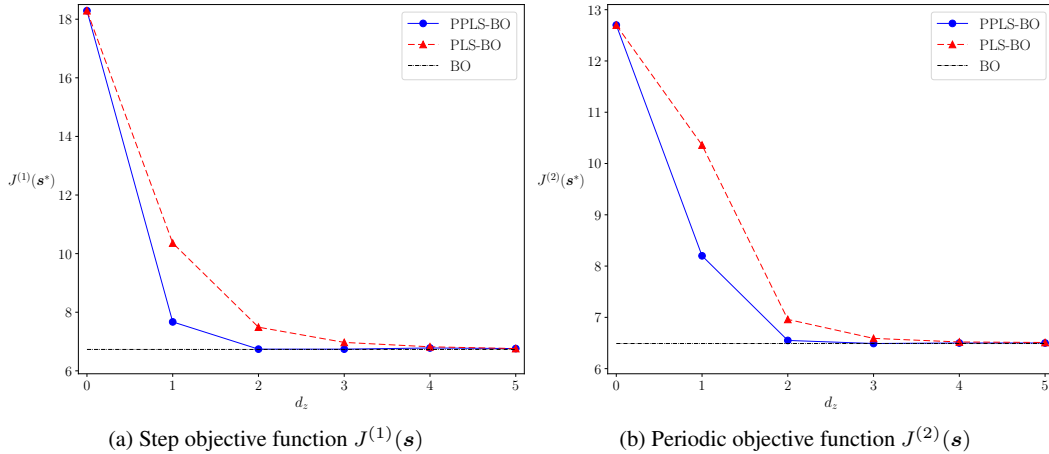 18
16
14
12
10
8
6
J^{(1)}(s*)
0 1 2 3 4 5
d_z
PPLS-BO
PLS-BO
BO
(a) Step objective function J^{(1)}(s)
13
12
11
10
9
8
7
6
J^{(2)}(s*)
0 1 2 3 4 5
d_z
PPLS-BO
PLS-BO
BO
(b) Periodic objective function J^{(2)}(s)